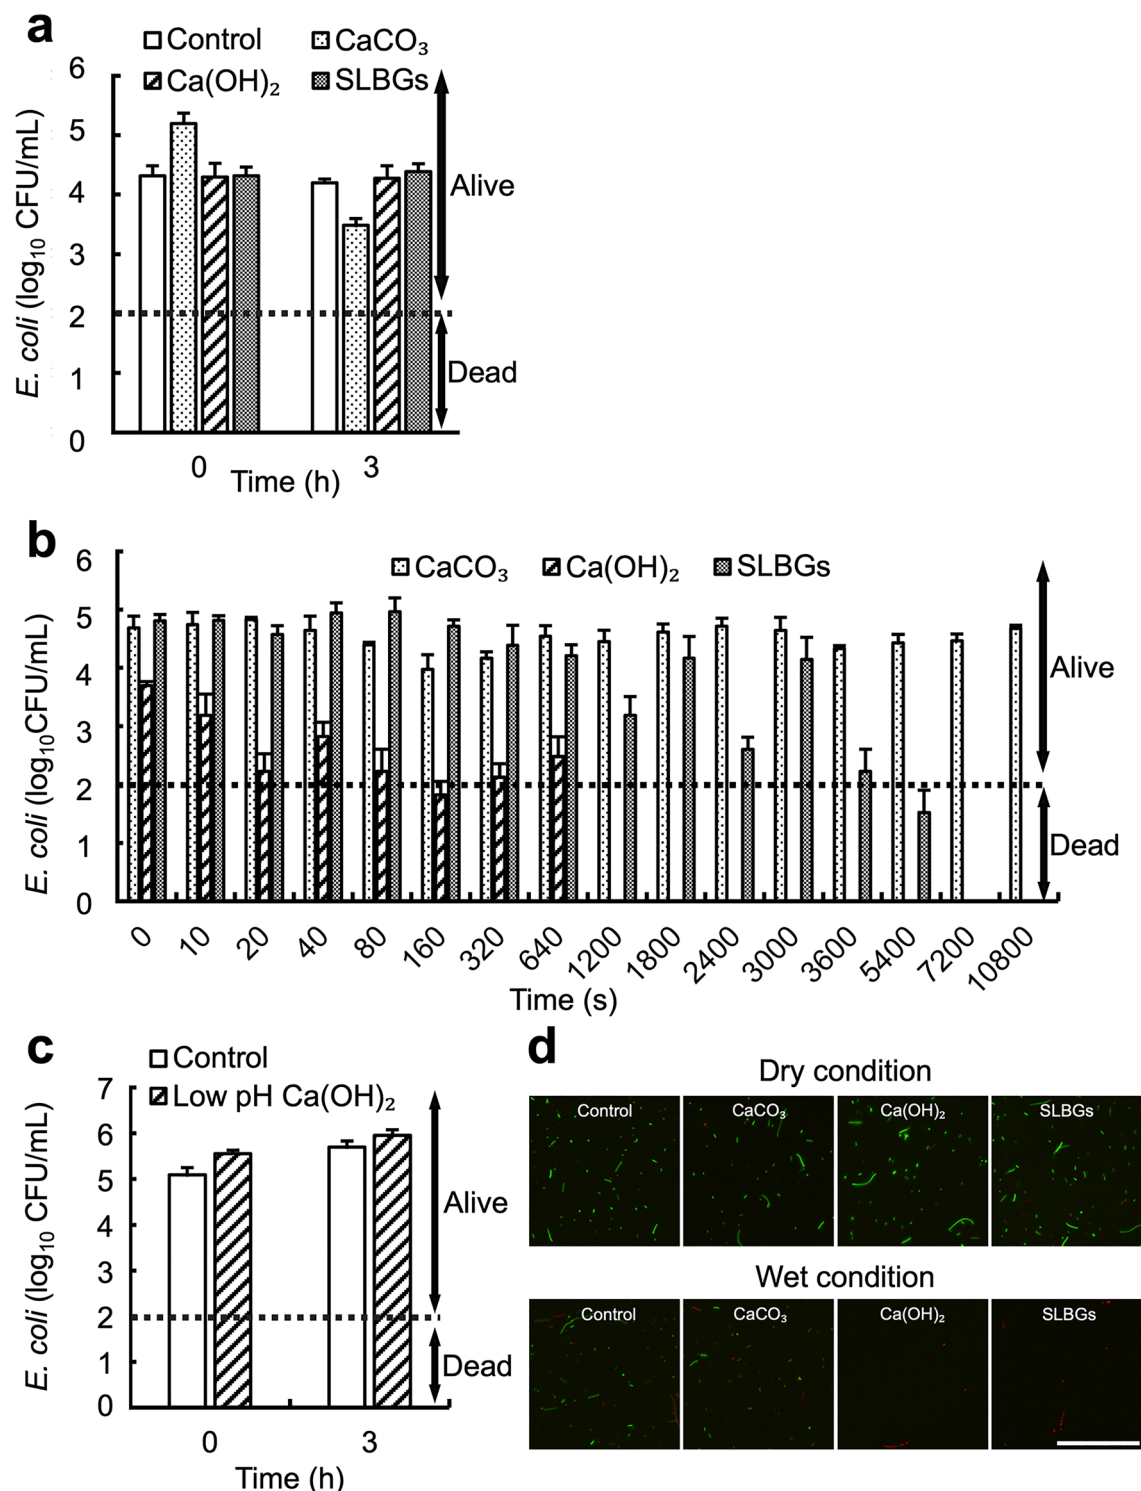 a
Control
CaCO₃
Ca(OH)₂
SLBGs
6
5
4
3
2
1
0
E. coli (log₁₀ CFU/mL)
Alive
Dead
0
3
Time (h)
b
CaCO₃
Ca(OH)₂
SLBGs
6
5
4
3
2
1
0
E. coli (log₁₀CFU/mL)
Alive
Dead
0
10
20
40
80
160
320
640
1200
1800
2400
3000
3600
5400
7200
10800
Time (s)
c
Control
Low pH Ca(OH)₂
7
6
5
4
3
2
1
0
E. coli (log₁₀ CFU/mL)
Alive
Dead
0
3
Time (h)
d
Dry condition
Control
CaCO₃
Ca(OH)₂
SLBGs
Wet condition
Control
CaCO₃
Ca(OH)₂
SLBGs